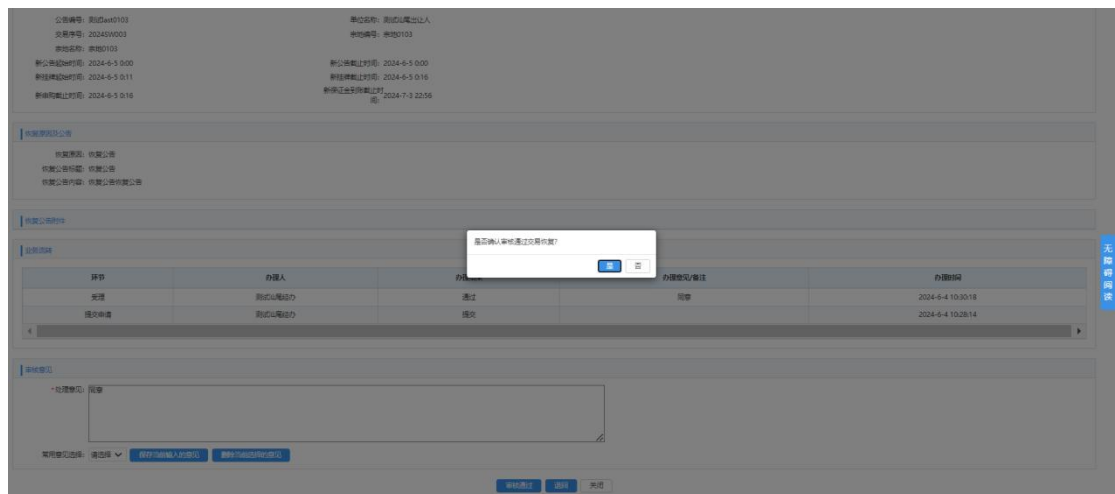 公告编号: 测试ast0103 单位名称: 测试汕尾出让人
交易序号: 2024SW003 宗地编号: 宗地0103
宗地名称: 宗地0103
新公告起始时间: 2024-6-5 0:00 新公告截止时间: 2024-6-5 0:00
新挂牌起始时间: 2024-6-5 0:11 新挂牌截止时间: 2024-6-5 0:16
新保证金到账截止时
新竞购截止时间: 2024-6-5 0:16 间: 2024-7-3 22:56
恢复原因及公告
恢复原因: 恢复公告
恢复公告标题: 恢复公告
恢复公告内容: 恢复公告恢复公告
恢复公告附件
是否确认审核通过交易恢复?
是 否
环节 办理人 办理意见/备注 办理时间
受理 测试汕尾经办 通过 同意 2024-6-4 10:30:18
提交申请 测试汕尾经办 提交 2024-6-4 10:28:14
审核意见
*处理意见: 同意
常用意见选择: 请选择 保存当前输入的意见 删除当前选择的意见
审核通过 退回 关闭
无障碍阅读